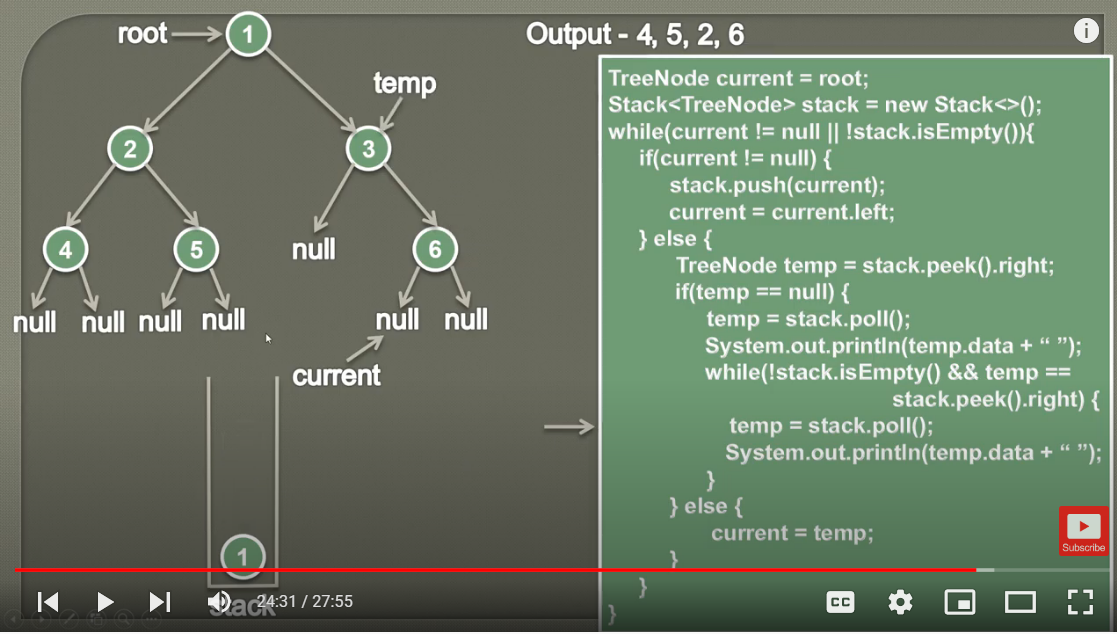 root
1
Output - 4, 5, 2, 6
i
temp
2
3
4
5
null
6
null
null
null
null
null
null
current
1
stack
TreeNode current = root;
Stack<TreeNode> stack = new Stack<>();
while(current != null || !stack.isEmpty()){
if(current != null) {
stack.push(current);
current = current.left;
} else {
TreeNode temp = stack.peek().right;
if(temp == null) {
temp = stack.poll();
System.out.println(temp.data + “ ”);
while(!stack.isEmpty() && temp ==
stack.peek().right) {
temp = stack.poll();
System.out.println(temp.data + “ ”);
}
} else {
current = temp;
}
}
}
Subscribe
24:31 / 27:55
CC